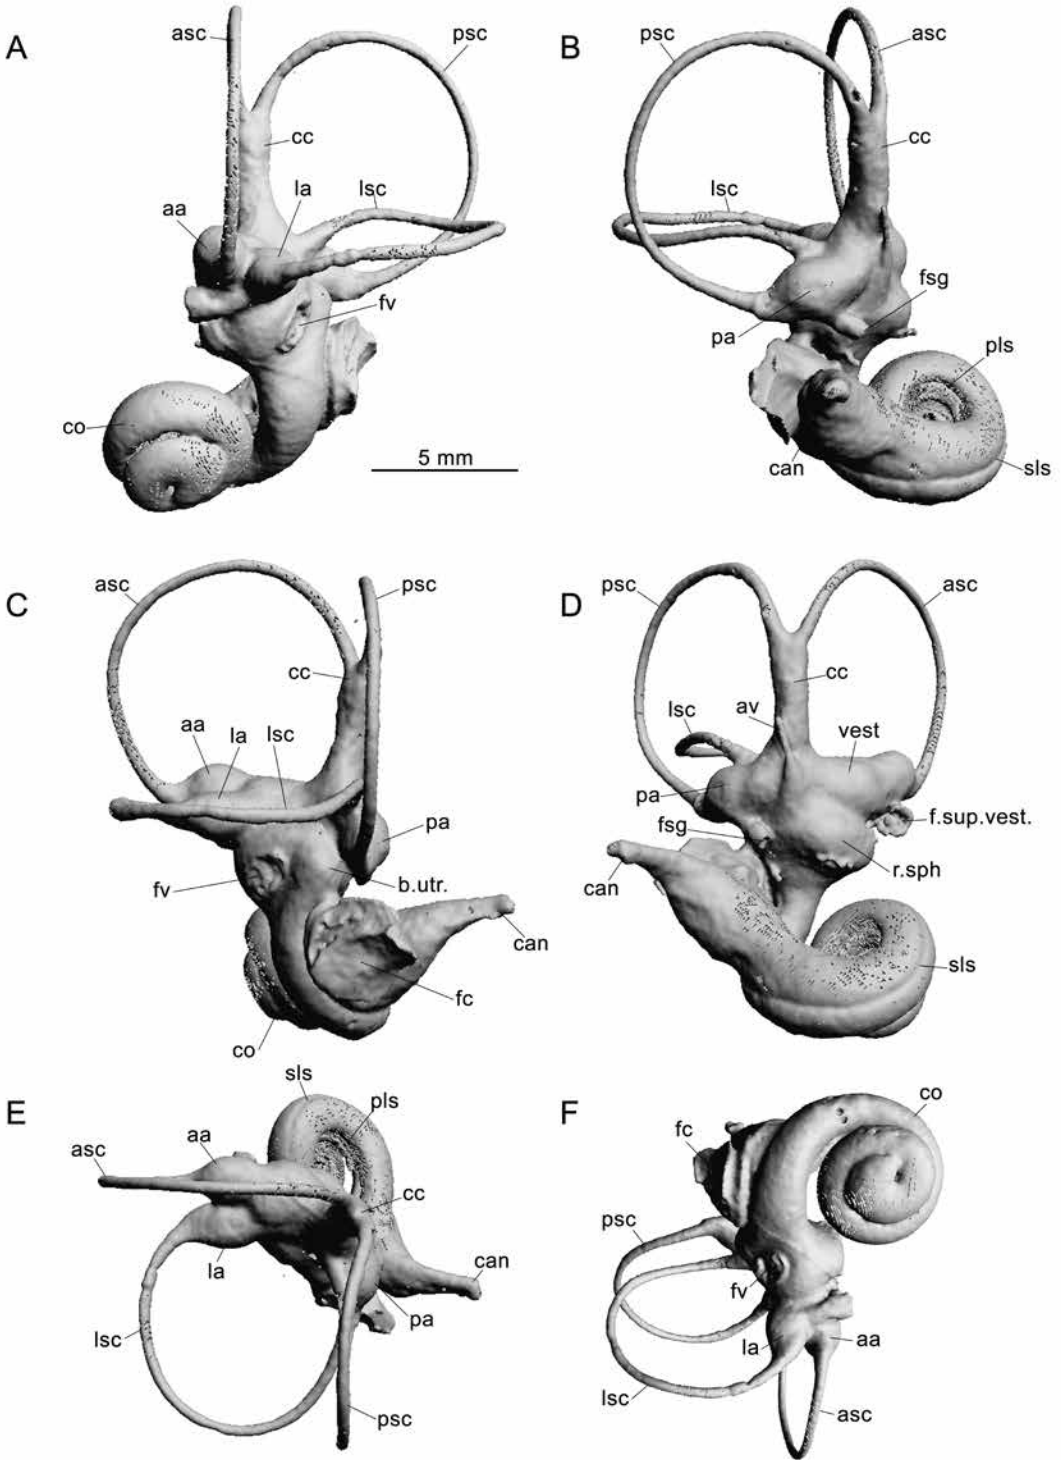 A
asc
psc
cc
la
lsc
aa
fv
co
5 mm
B
psc
asc
cc
lsc
fsg
pa
pls
can
sls
C
asc
psc
cc
aa
la
lsc
pa
fv
b.utr.
can
fc
co
D
psc
asc
cc
av
lsc
vest
pa
f.sup.vest.
fsg
r.sph
can
sls
E
sls
pls
aa
asc
cc
can
la
pa
lsc
psc
F
co
fc
psc
fv
la
aa
lsc
asc